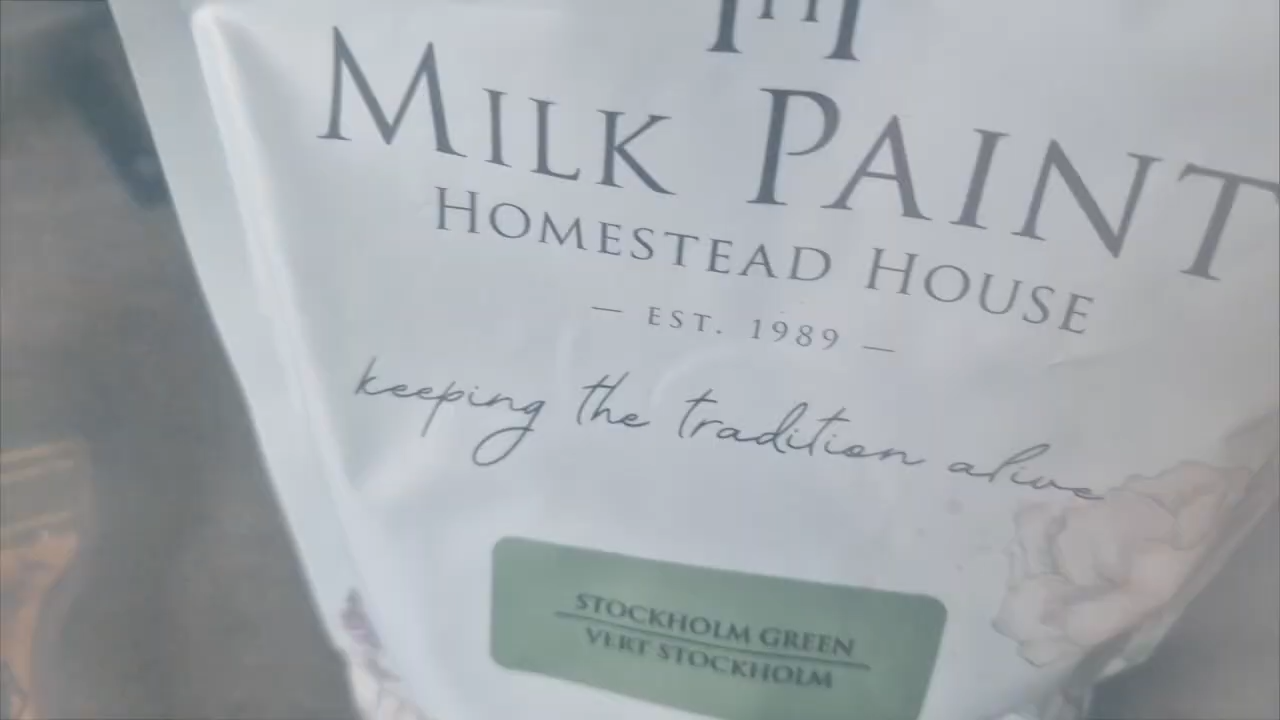 MILK PAINT
HOMESTEAD HOUSE
— EST. 1989 —
keeping the tradition alive
STOCKHOLM GREEN
VERT STOCKHOLM